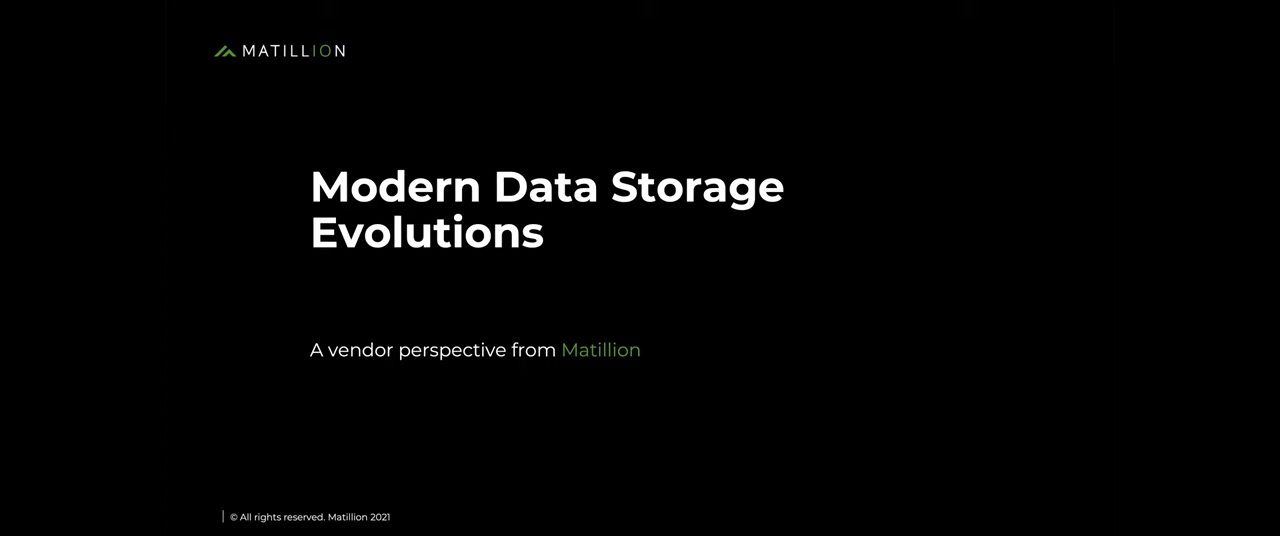 MATILLION
Modern Data Storage
Evolutions
A vendor perspective from Matillion
© All rights reserved. Matillion 2021